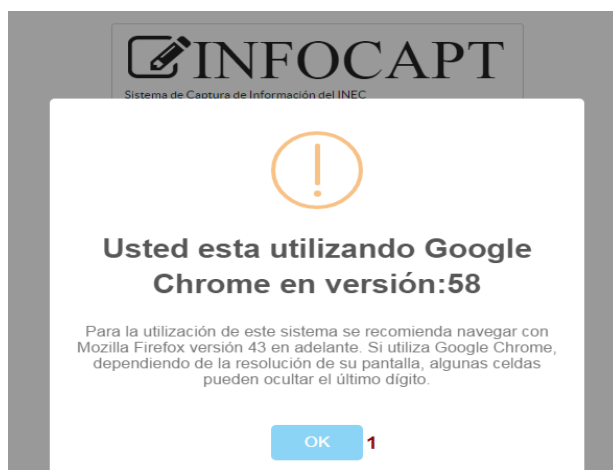 INFOCAPT
Sistema de Captura de Información del INEC
Usted esta utilizando Google
Chrome en versión:58
Para la utilización de este sistema se recomienda navegar con
Mozilla Firefox versión 43 en adelante. Si utiliza Google Chrome,
dependiendo de la resolución de su pantalla, algunas celdas
pueden ocultar el último dígito.
OK 1